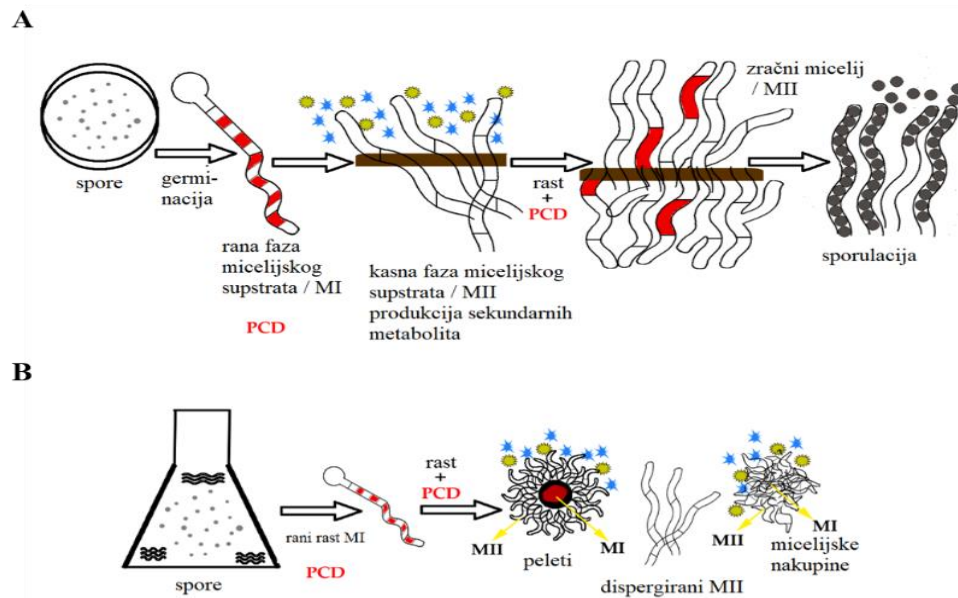 A
spore
germi-
nacija
rana faza
micelijskog
supstrata / MI
PCD
kasna faza micelijskog
supstrata / MII
produkcija sekundarnih
metabolita
rast
+
PCD
zračni micelij
/ MII
sporulacija
B
spore
rani rast MI
PCD
rast
+
PCD
MII
MI
peleti
dispergirani MII
MII
MI
micelijske
nakupine